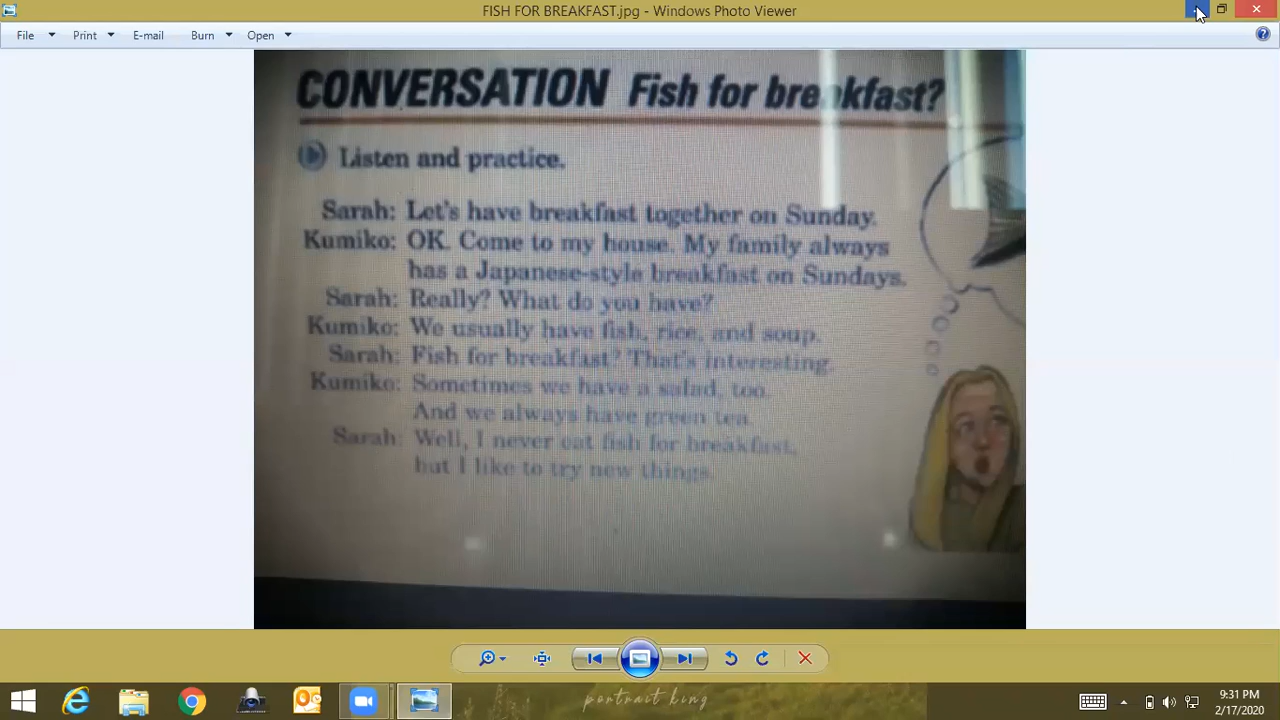 FISH FOR BREAKFAST.jpg - Windows Photo Viewer
File Print E-mail Burn Open
CONVERSATION Fish for breakfast?
Listen and practice.
Sarah: Let's have breakfast together on Sunday.
Kumiko: OK. Come to my house. My family always
has a Japanese-style breakfast on Sundays.
Sarah: Really? What do you have?
Kumiko: We usually have fish, rice, and soup.
Sarah: Fish for breakfast? That's interesting.
Kumiko: Sometimes we have a salad, too.
And we always have green tea.
Sarah: Well, I never eat fish for breakfast,
but I like to try new things.
portrait king
9:31 PM
2/17/2020